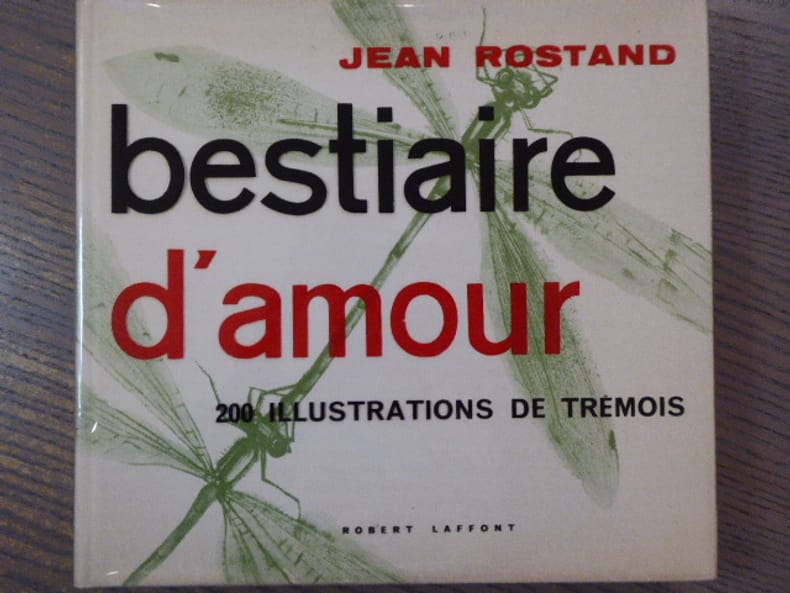 JEAN ROSTAND
bestiaire
d'amour
200 ILLUSTRATIONS DE TRÉMOIS
ROBERT LAFFONT